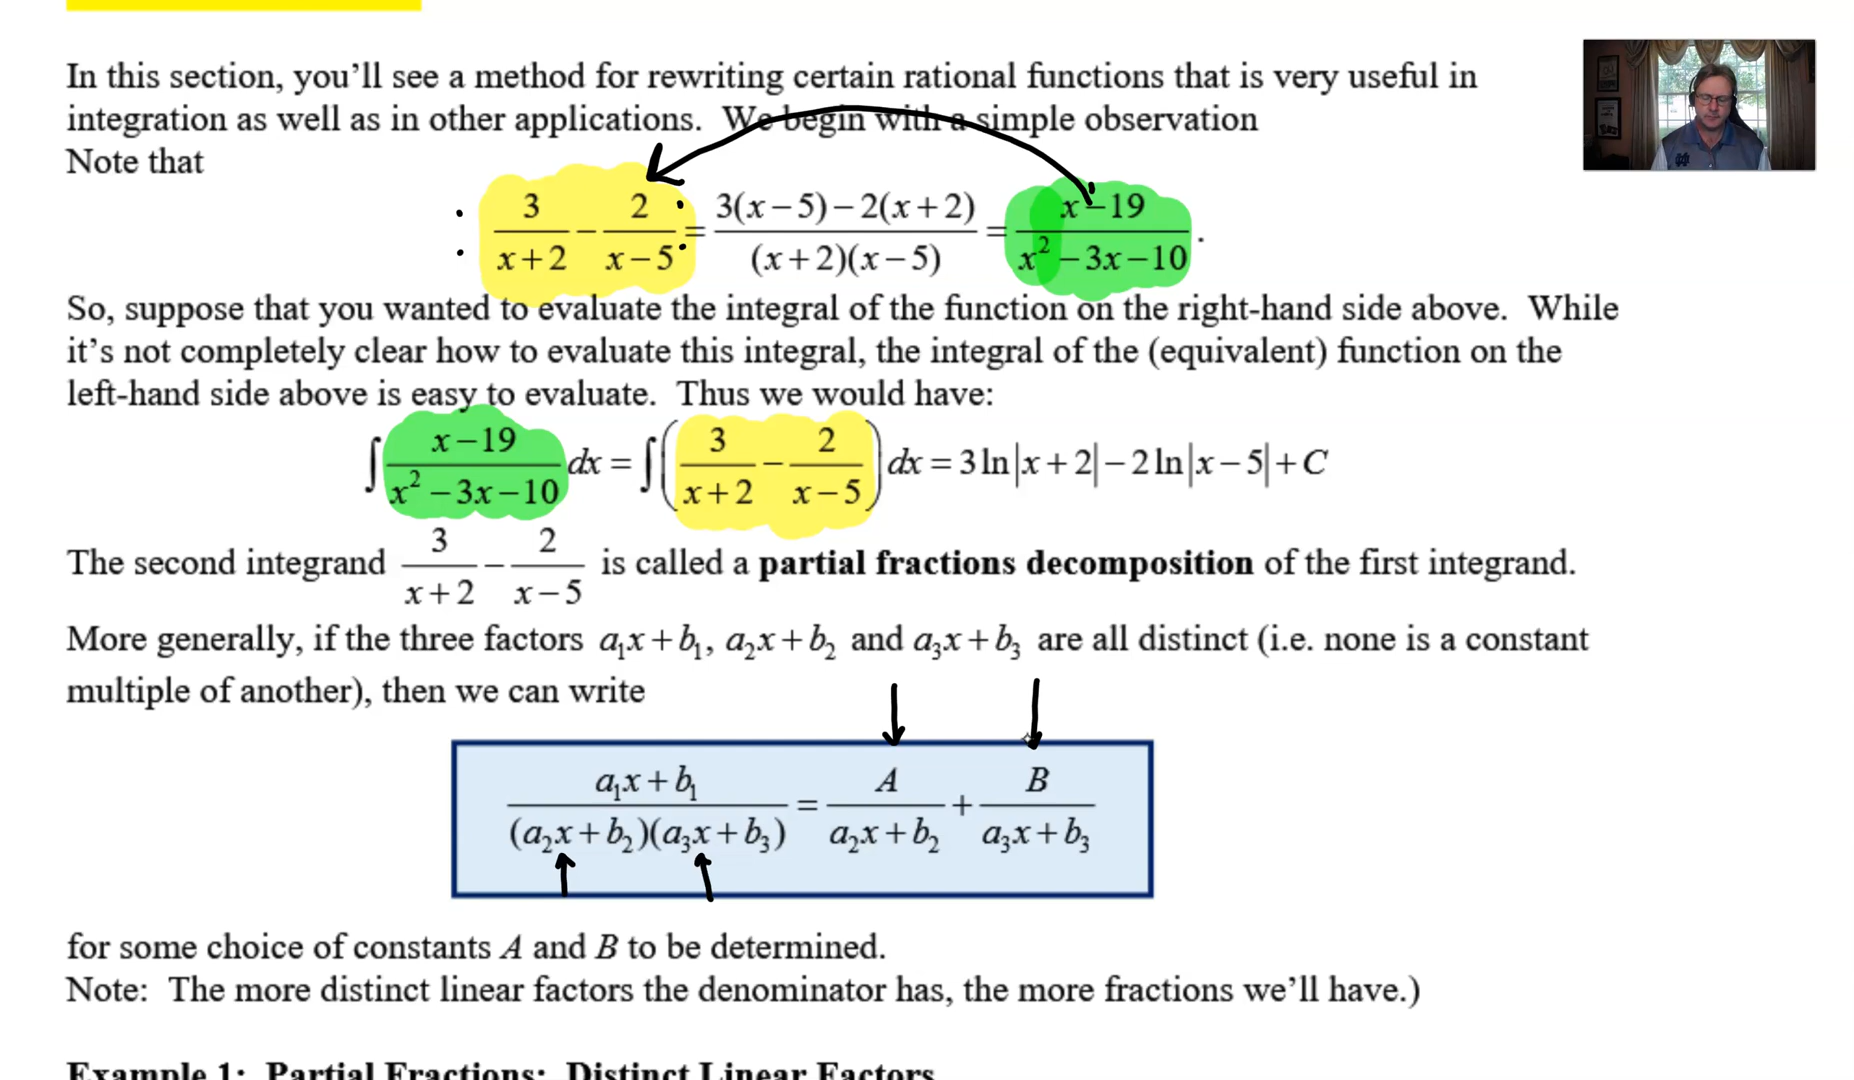 In this section, you’ll see a method for rewriting certain rational functions that is very useful in
integration as well as in other applications.  We begin with a simple observation
Note that
3/(x+2) − 2/(x−5) = (3(x−5)−2(x+2))/((x+2)(x−5)) = (x−19)/(x²−3x−10).
So, suppose that you wanted to evaluate the integral of the function on the right-hand side above.  While
it’s not completely clear how to evaluate this integral, the integral of the (equivalent) function on the
left-hand side above is easy to evaluate.  Thus we would have:
∫ (x−19)/(x²−3x−10) dx = ∫ (3/(x+2) − 2/(x−5)) dx = 3 ln|x+2| − 2 ln|x−5| + C
The second integrand 3/(x+2) − 2/(x−5) is called a partial fractions decomposition of the first integrand.
More generally, if the three factors a₁x+b₁, a₂x+b₂ and a₃x+b₃ are all distinct (i.e. none is a constant
multiple of another), then we can write
(a₁x+b₁)/((a₂x+b₂)(a₃x+b₃)) = A/(a₂x+b₂) + B/(a₃x+b₃)
for some choice of constants A and B to be determined.
Note:  The more distinct linear factors the denominator has, the more fractions we’ll have.)
Example 1:  Partial Fractions:  Distinct Linear Factors